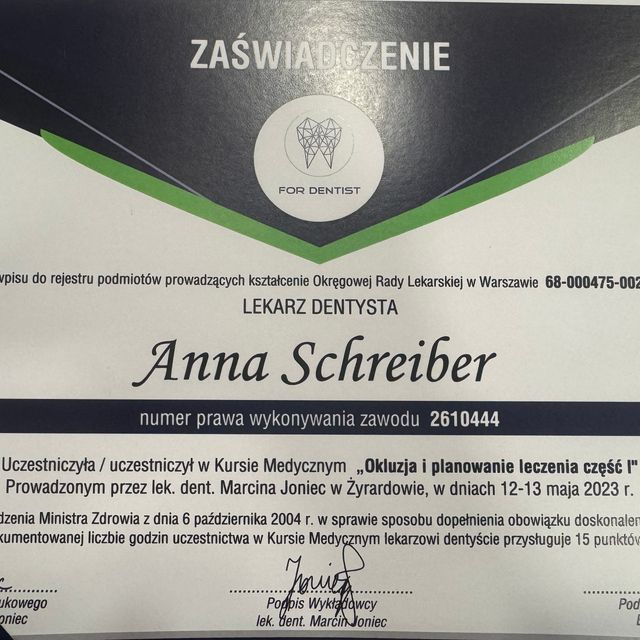 ZAŚWIADCZENIE
FOR DENTIST
wpisu do rejestru podmiotów prowadzących kształcenie Okręgowej Rady Lekarskiej w Warszawie 68-000475-002
LEKARZ DENTYSTA
Anna Schreiber
numer prawa wykonywania zawodu 2610444
Uczestniczyła / uczestniczył w Kursie Medycznym „Okluzja i planowanie leczenia część I"
Prowadzonym przez lek. dent. Marcina Joniec w Żyrardowie, w dniach 12-13 maja 2023 r.
dzenia Ministra Zdrowia z dnia 6 października 2004 r. w sprawie sposobu dopełnienia obowiązku doskonalen
kumentowanej liczbie godzin uczestnictwa w Kursie Medycznym lekarzowi dentyście przysługuje 15 punktów
ukowego Podpis Wykładowcy Pod
oniec lek. dent. Marcin Joniec